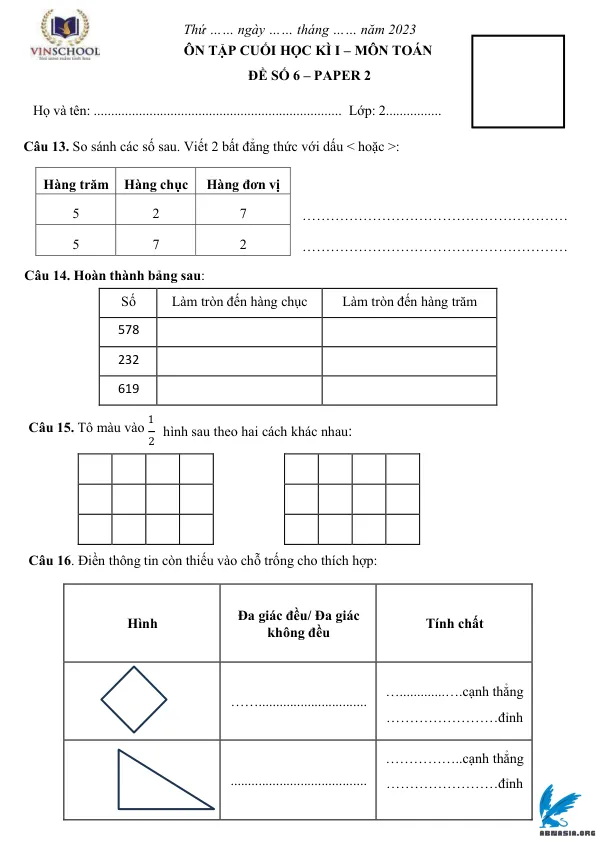 VINSCHOOL
Thứ …… ngày …… tháng …… năm 2023
ÔN TẬP CUỐI HỌC KÌ I – MÔN TOÁN
ĐỀ SỐ 6 – PAPER 2
Họ và tên: ....................................................................... Lớp: 2................
Câu 13. So sánh các số sau. Viết 2 bất đẳng thức với dấu < hoặc >:
Hàng trăm Hàng chục Hàng đơn vị
5 2 7 …………………………………………………
5 7 2 …………………………………………………
Câu 14. Hoàn thành bảng sau:
Số Làm tròn đến hàng chục Làm tròn đến hàng trăm
578
232
619
Câu 15. Tô màu vào 1/2 hình sau theo hai cách khác nhau:
Câu 16. Điền thông tin còn thiếu vào chỗ trống cho thích hợp:
Hình Đa giác đều/ Đa giác không đều Tính chất
……................................ ….............….cạnh thẳng
…………………….đỉnh
....................................... ……………..cạnh thẳng
…………………….đỉnh
ABNASIA.ORG